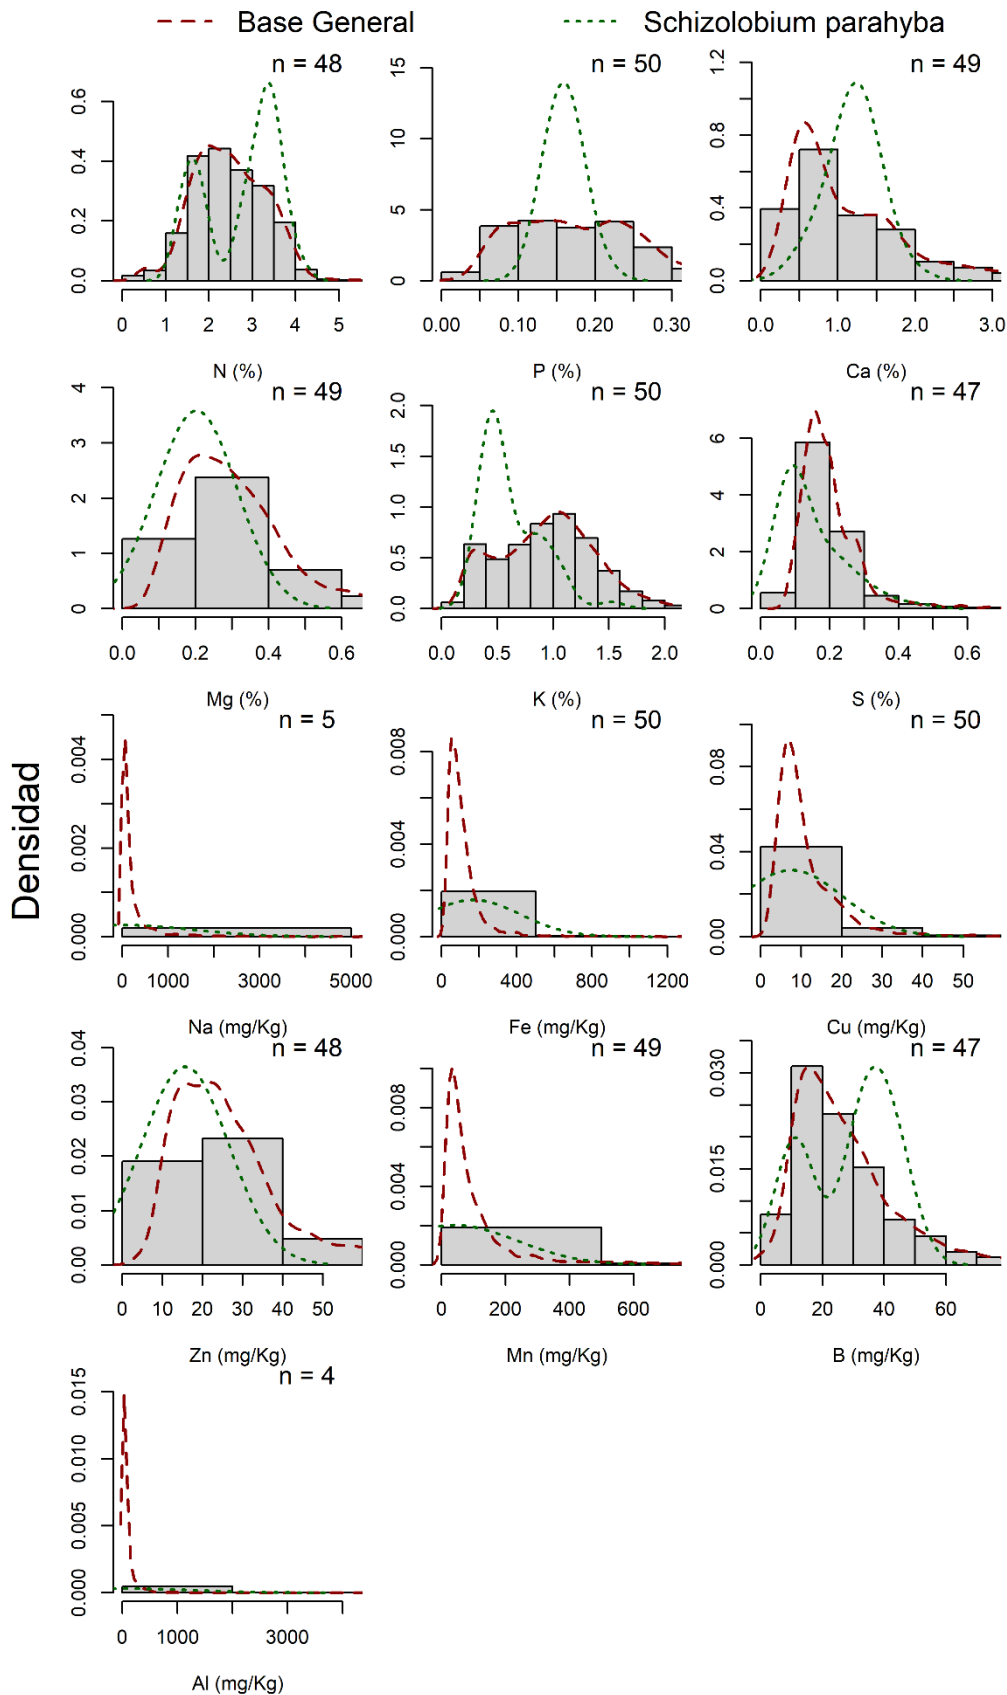 Base General Schizolobium parahyba
n = 48 n = 50 n = 49
0.0 0.2 0.4 0.6
0 1 2 3 4 5
N (%)
0 5 10 15
0.00 0.10 0.20 0.30
P (%)
0.0 0.4 0.8 1.2
0.0 1.0 2.0 3.0
Ca (%)
n = 49 n = 50 n = 47
0 1 2 3 4
0.0 0.2 0.4 0.6
Mg (%)
0.0 0.5 1.0 1.5 2.0
0.0 0.5 1.0 1.5 2.0
K (%)
0 2 4 6
0.0 0.2 0.4 0.6
S (%)
Densidad
n = 5 n = 50 n = 50
0.000 0.002 0.004
0 1000 3000 5000
Na (mg/Kg)
0.000 0.004 0.008
0 400 800 1200
Fe (mg/Kg)
0.00 0.04 0.08
0 10 20 30 40 50
Cu (mg/Kg)
n = 48 n = 49 n = 47
0.00 0.01 0.02 0.03 0.04
0 10 20 30 40 50
Zn (mg/Kg)
0.000 0.004 0.008
0 200 400 600
Mn (mg/Kg)
0.000 0.015 0.030
0 20 40 60
B (mg/Kg)
n = 4
0.000 0.005 0.010 0.015
0 1000 3000
Al (mg/Kg)